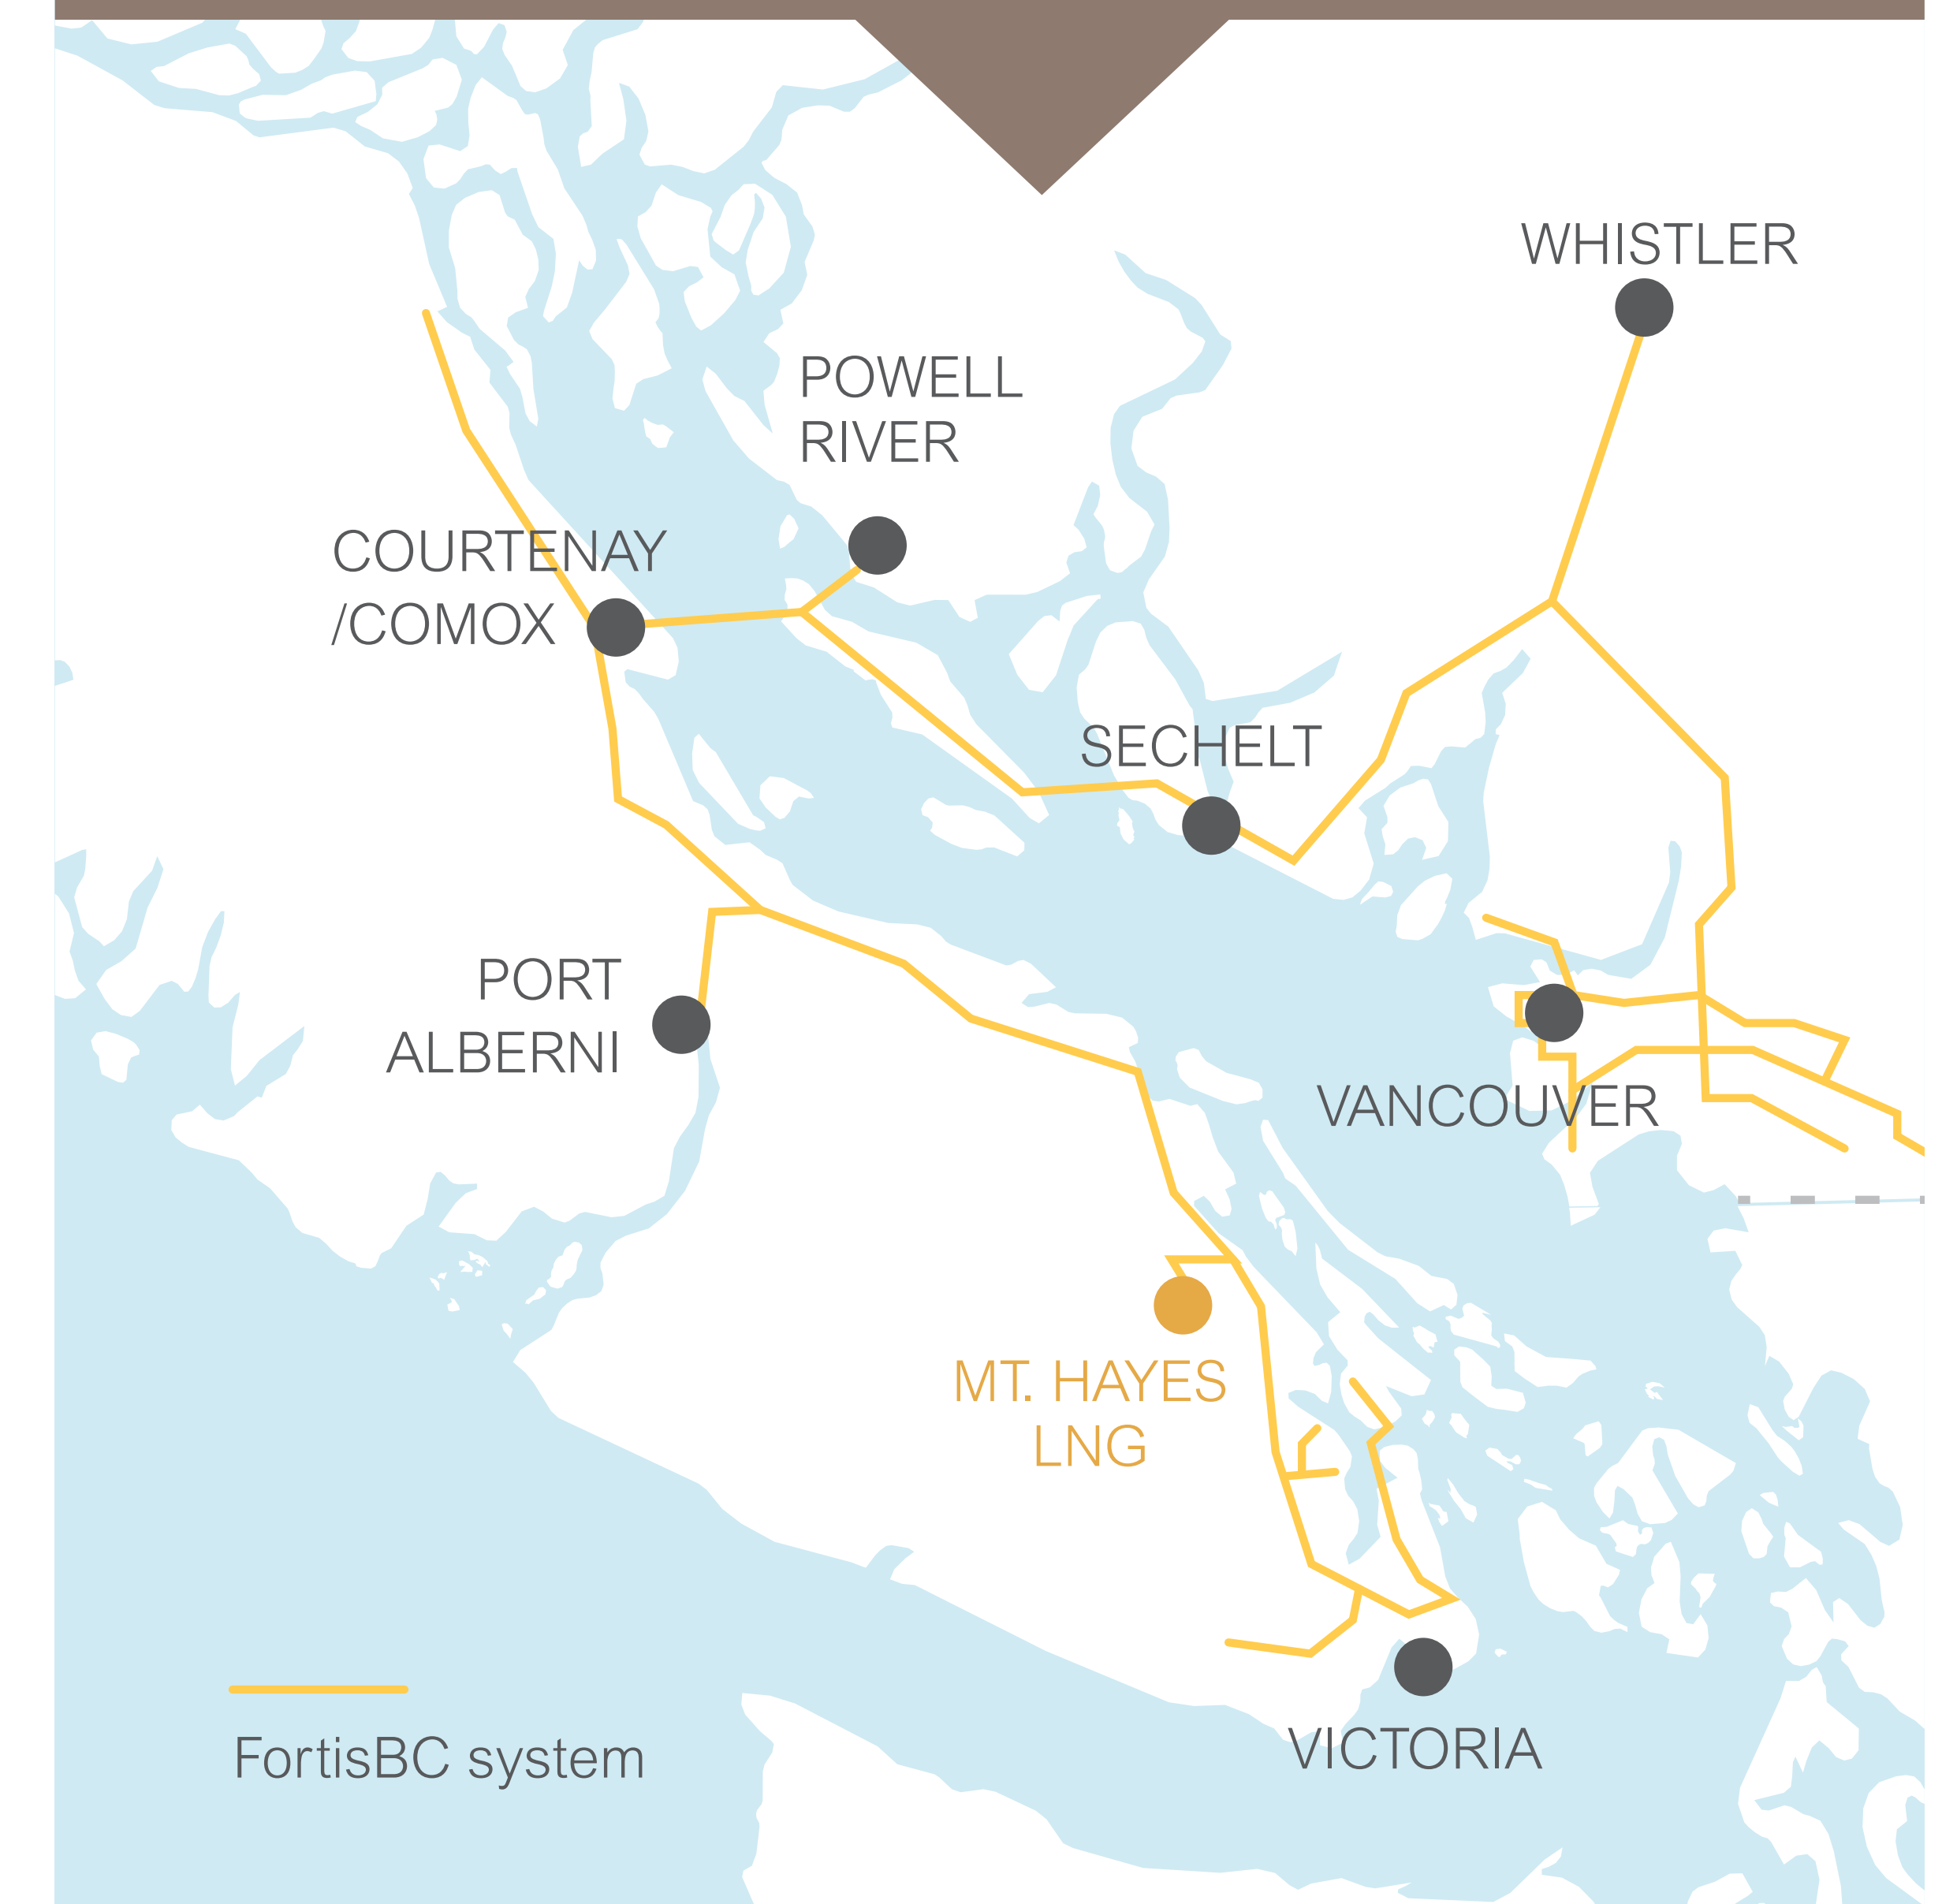 WHISTLER
POWELL
RIVER
COURTENAY
/COMOX
SECHELT
PORT
ALBERNI
VANCOUVER
MT. HAYES
LNG
VICTORIA
FortisBC system